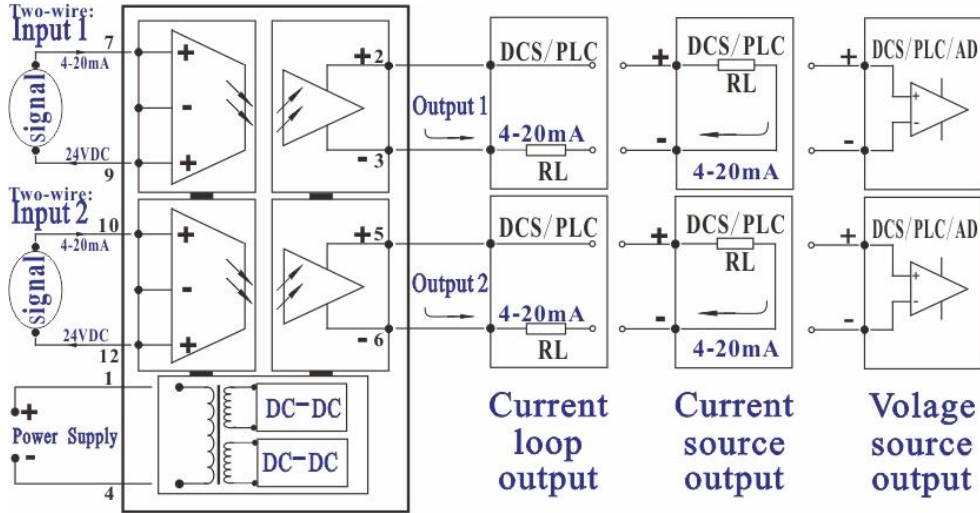 Two-wire:
Input 1
7
4-20mA
signal
24VDC
9
+
-
+
+
2
-
3
Output 1
DCS/PLC
4-20mA
RL
+
-
DCS/PLC
RL
4-20mA
+
-
DCS/PLC/AD
+
-
Two-wire:
Input 2
10
4-20mA
signal
24VDC
12
+
-
+
+
5
-
6
Output 2
DCS/PLC
4-20mA
RL
+
-
DCS/PLC
RL
4-20mA
+
-
DCS/PLC/AD
+
-
1
+
Power Supply
-
4
DC-DC
DC-DC
Current
loop
output
Current
source
output
Volage
source
output